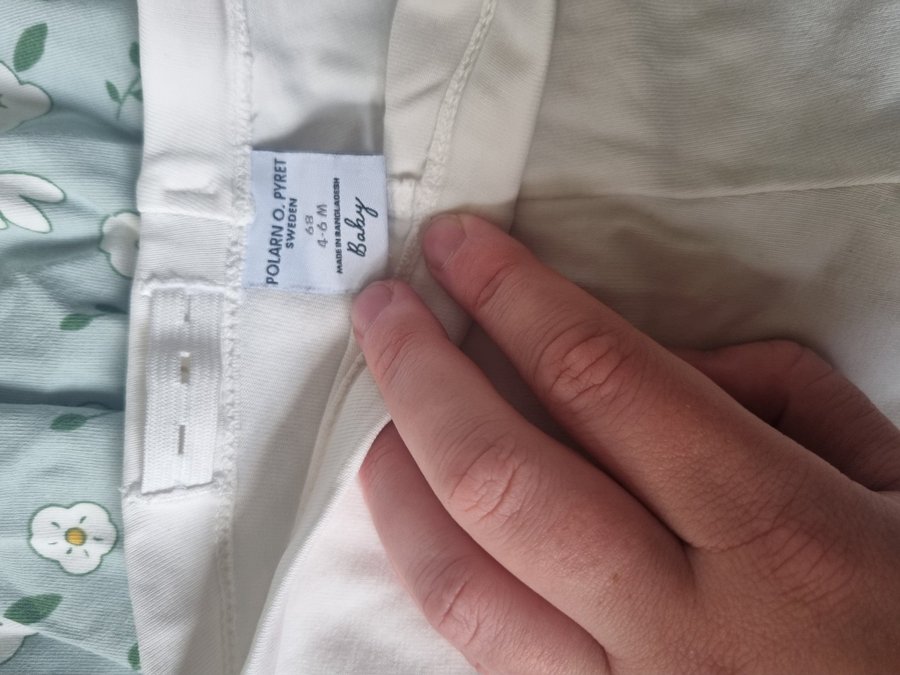 POLARN O. PYRET
SWEDEN
68
4-6 M
MADE IN BANGLADESH
Baby